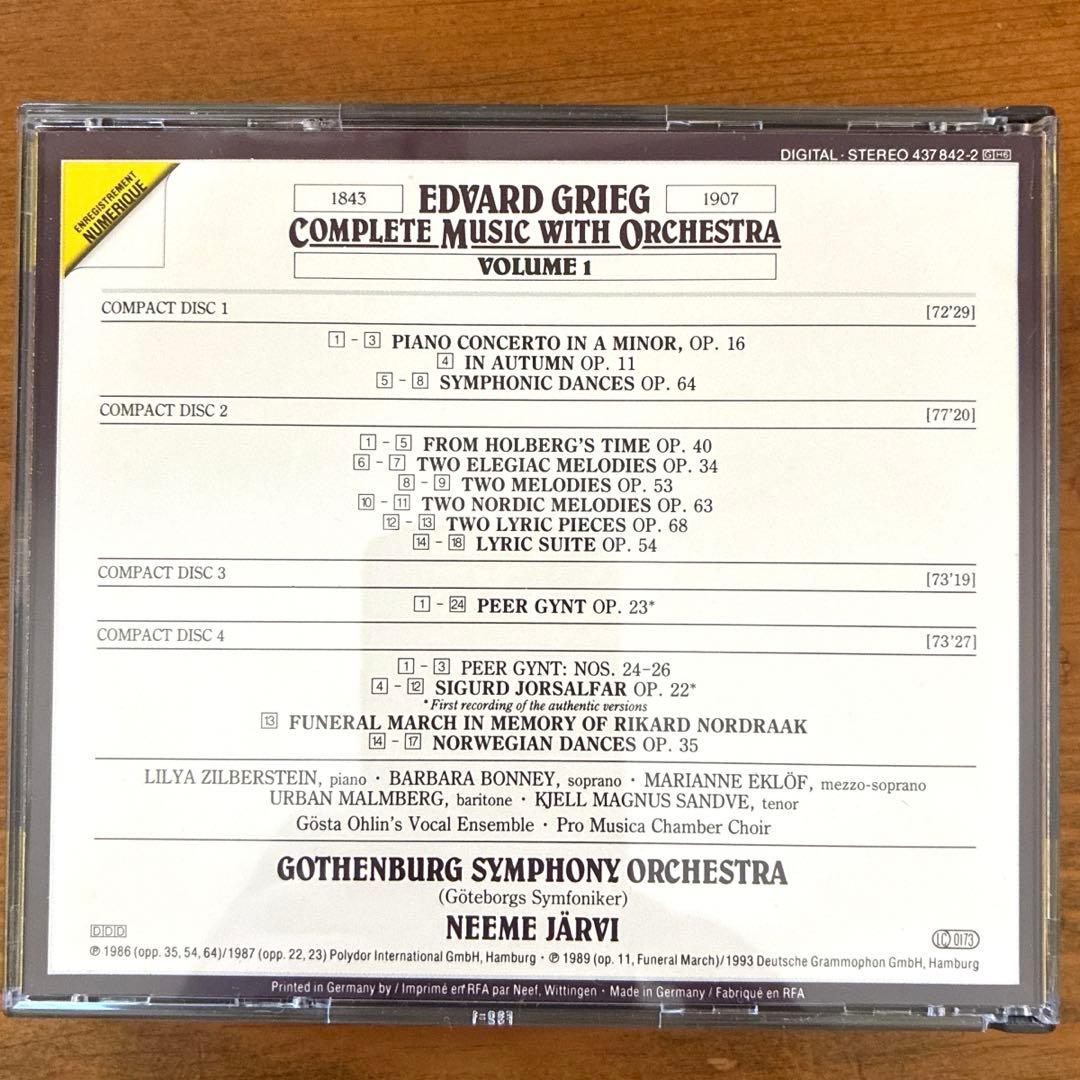 DIGITAL · STEREO 437 842-2 GH6
ENREGISTREMENT
NUMERIQUE
1843 EDVARD GRIEG 1907
COMPLETE MUSIC WITH ORCHESTRA
VOLUME 1
COMPACT DISC 1 [72'29]
1 - 3 PIANO CONCERTO IN A MINOR, OP. 16
4 IN AUTUMN OP. 11
5 - 8 SYMPHONIC DANCES OP. 64
COMPACT DISC 2 [77'20]
1 - 5 FROM HOLBERG'S TIME OP. 40
6 - 7 TWO ELEGIAC MELODIES OP. 34
8 - 9 TWO MELODIES OP. 53
10 - 11 TWO NORDIC MELODIES OP. 63
12 - 13 TWO LYRIC PIECES OP. 68
14 - 18 LYRIC SUITE OP. 54
COMPACT DISC 3 [73'19]
1 - 24 PEER GYNT OP. 23*
COMPACT DISC 4 [73'27]
1 - 3 PEER GYNT: NOS. 24-26
4 - 12 SIGURD JORSALFAR OP. 22*
* First recording of the authentic versions
13 FUNERAL MARCH IN MEMORY OF RIKARD NORDRAAK
14 - 17 NORWEGIAN DANCES OP. 35
LILYA ZILBERSTEIN, piano · BARBARA BONNEY, soprano · MARIANNE EKLÖF, mezzo-soprano
URBAN MALMBERG, baritone · KJELL MAGNUS SANDVE, tenor
Gösta Ohlin's Vocal Ensemble · Pro Musica Chamber Choir
GOTHENBURG SYMPHONY ORCHESTRA
(Göteborgs Symfoniker)
NEEME JÄRVI
DDD LC 0173
℗ 1986 (opp. 35, 54, 64)/1987 (opp. 22, 23) Polydor International GmbH, Hamburg · ℗ 1989 (op. 11, Funeral March)/1993 Deutsche Grammophon GmbH, Hamburg
Printed in Germany by / Imprimé en RFA par Neef, Wittingen · Made in Germany / Fabriqué en RFA